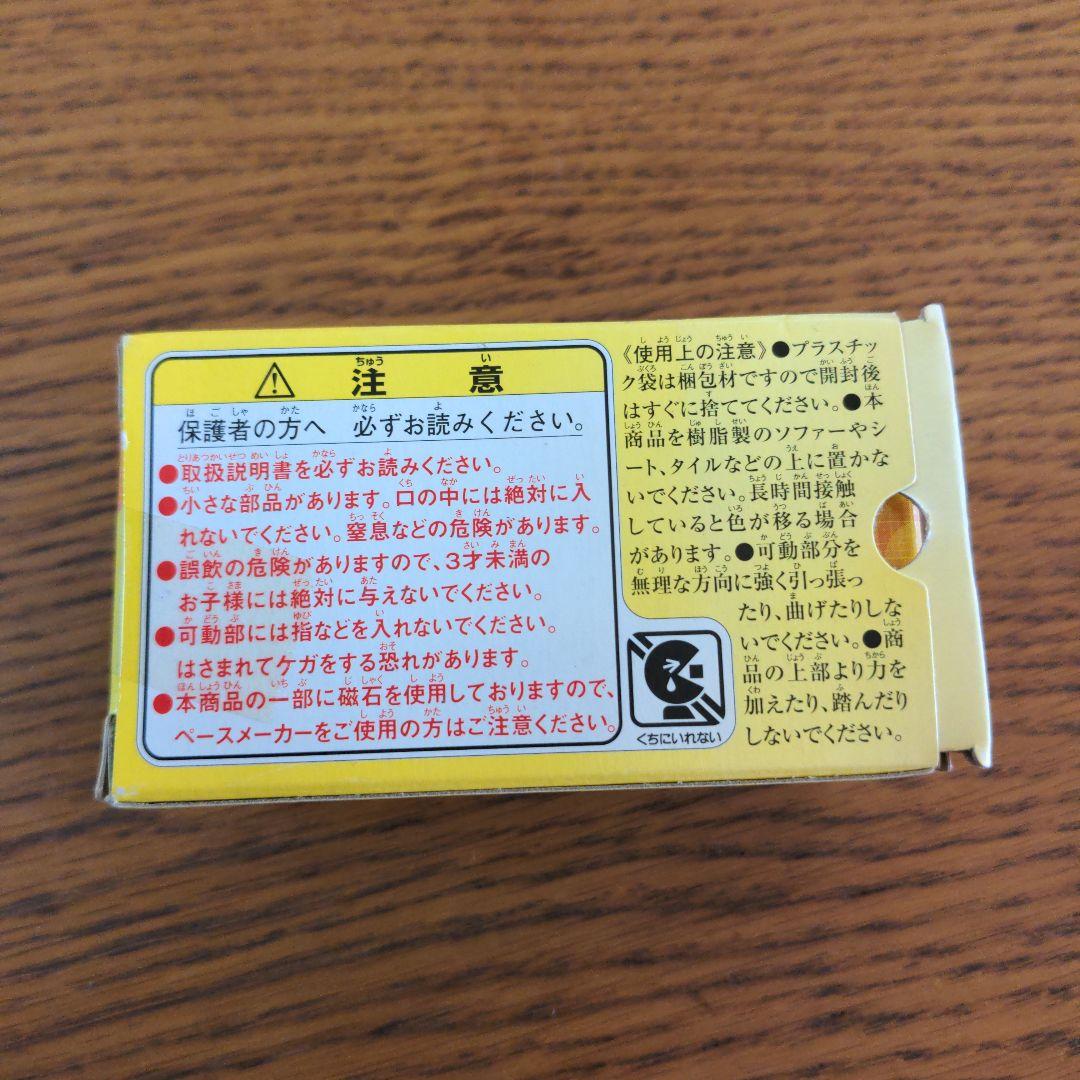 ⚠ 注意
保護者の方へ 必ずお読みください。
●取扱説明書を必ずお読みください。
●小さな部品があります。口の中には絶対に入
れないでください。窒息などの危険があります。
●誤飲の危険がありますので、3才未満の
お子様には絶対に与えないでください。
●可動部には指などを入れないでください。
はさまれてケガをする恐れがあります。
●本商品の一部に磁石を使用しておりますので、
ペースメーカーをご使用の方はご注意ください。
《使用上の注意》●プラスチッ
ク袋は梱包材ですので開封後
はすぐに捨ててください。●本
商品を樹脂製のソファーやシ
ート、タイルなどの上に置かな
いでください。長時間接触
していると色が移る場合
があります。●可動部分を
無理な方向に強く引っ張っ
たり、曲げたりしな
いでください。●商
品の上部より力を
加えたり、踏んだり
しないでください。
くちにいれない